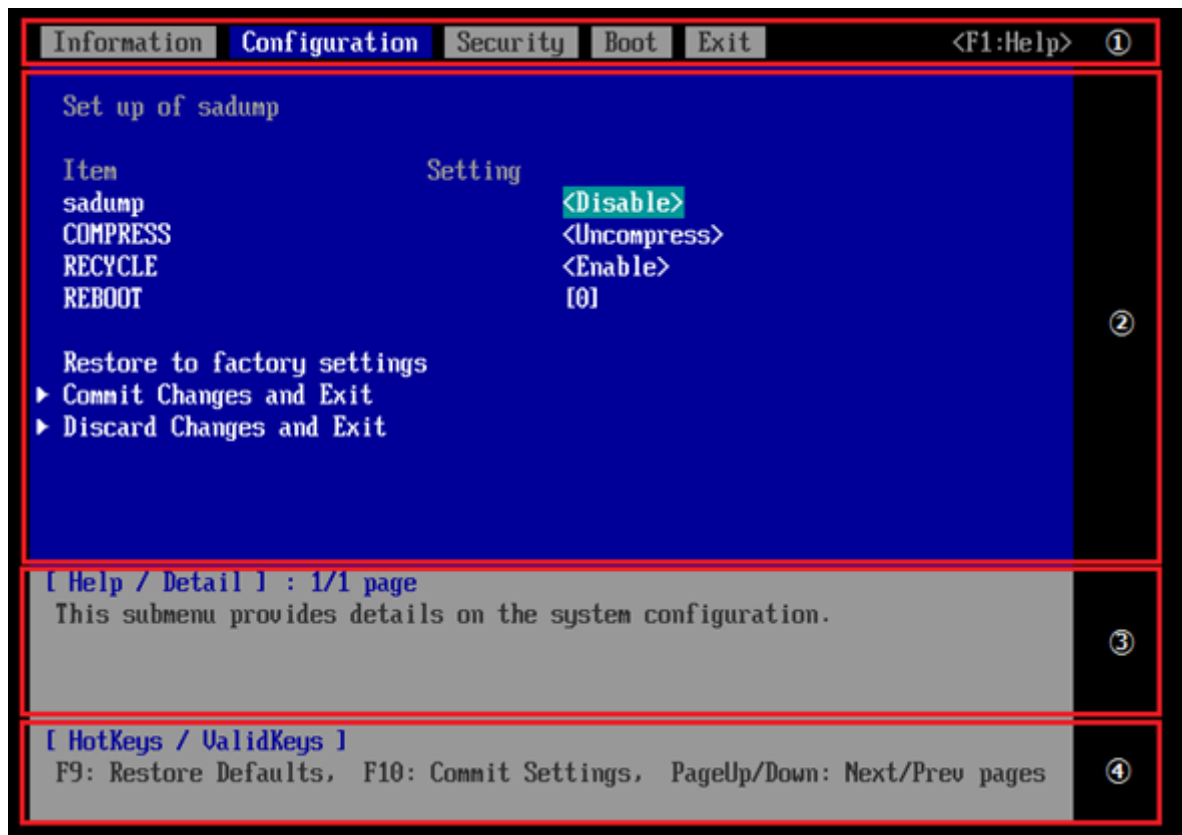 Information Configuration Security Boot Exit <F1:Help> ①
Set up of sadump
Item Setting
sadump <Disable>
COMPRESS <Uncompress>
RECYCLE <Enable>
REBOOT [0]
②
Restore to factory settings
▶ Commit Changes and Exit
▶ Discard Changes and Exit
[ Help / Detail ] : 1/1 page
This submenu provides details on the system configuration.
③
[ HotKeys / ValidKeys ]
F9: Restore Defaults, F10: Commit Settings, PageUp/Down: Next/Prev pages ④